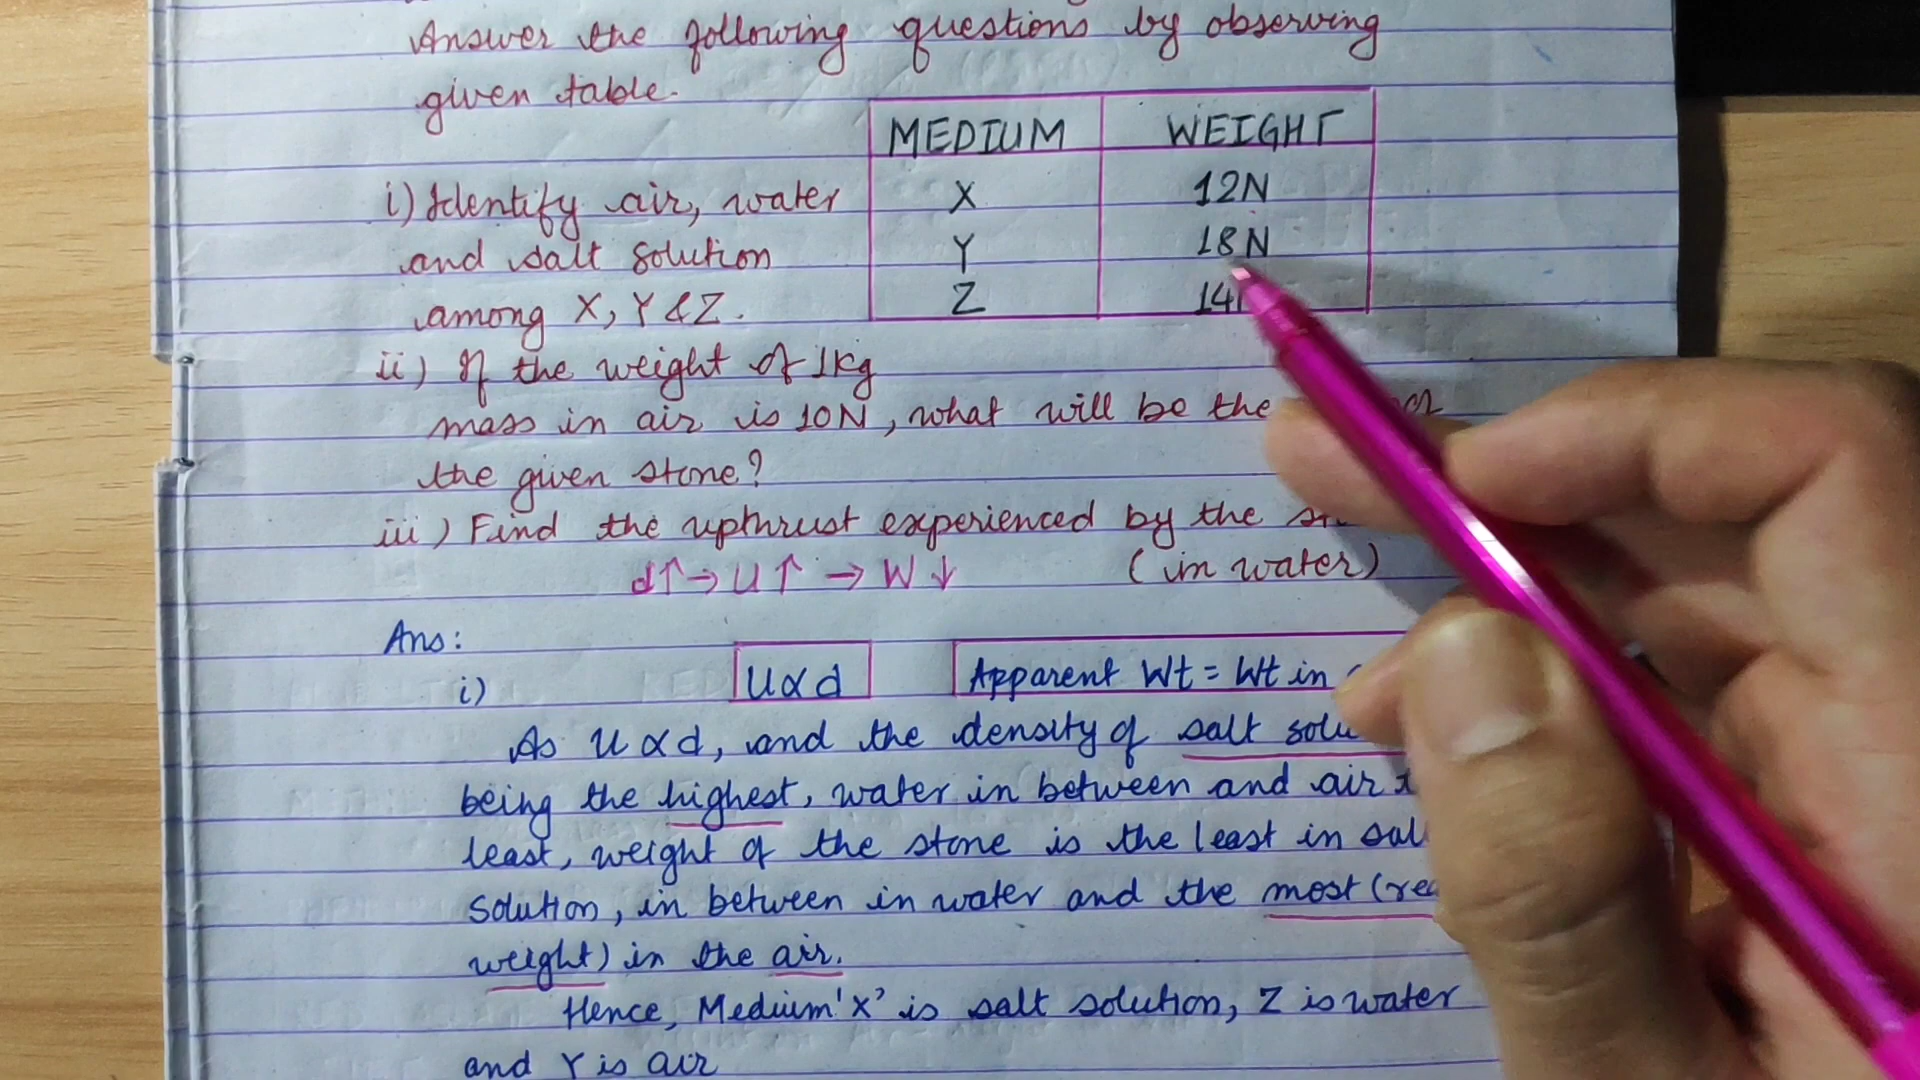 Answer the following questions by observing
given table.
MEDIUM WEIGHT
X 12N
Y 18N
Z 14
i) Identify air, water
and salt solution
among X, Y & Z.
ii) If the weight of 1kg
mass in air is 10N, what will be the
the given stone?
iii) Find the upthrust experienced by the
(in water)
d↑→U↑→W↓
Ans:
i) U∝d Apparent Wt = Wt in
As U∝d, and the density of salt
being the highest, water in between and air
least, weight of the stone is the least in
solution, in between in water and the most
weight) in the air.
Hence, Medium 'X' is salt solution, Z is water
and Y is air